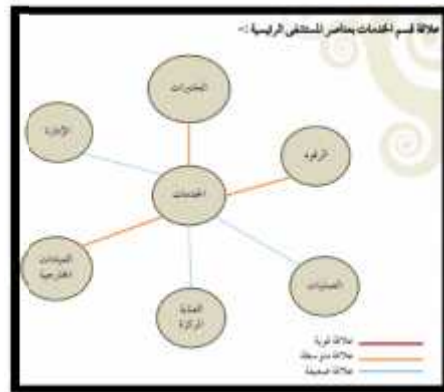 علاقة قسم الخدمات بعناصر المستشفى الرئيسية :-
المختبرات
الإدارة
الرقود
الخدمات
العيادات
الخارجية
العمليات
العناية
المركزة
علاقة قوية
علاقة متوسطة
علاقة ضعيفة